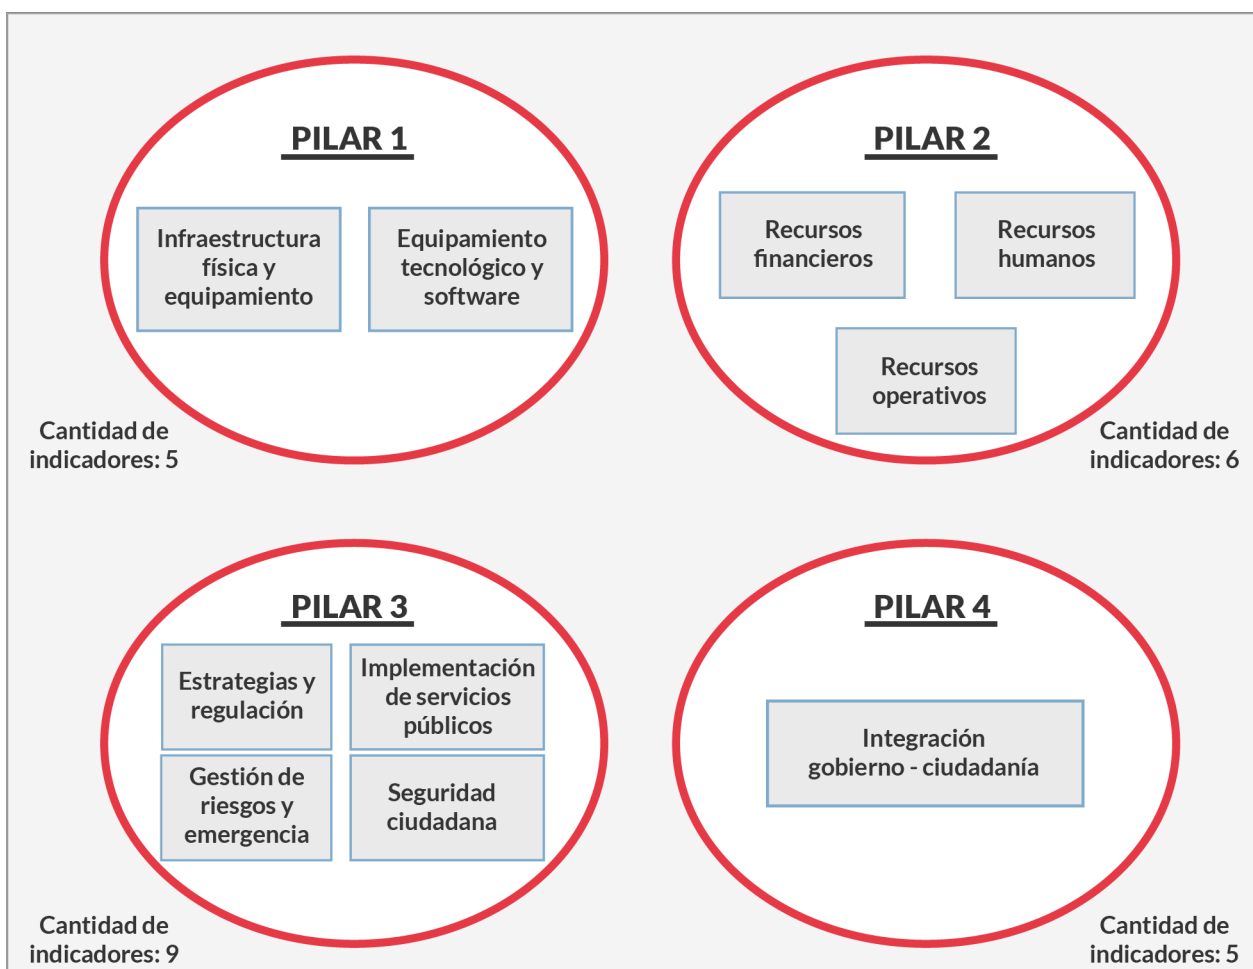 PILAR 1
Infraestructura
física y
equipamiento
Equipamiento
tecnológico y
software
Cantidad de
indicadores: 5
PILAR 2
Recursos
financieros
Recursos
humanos
Recursos
operativos
Cantidad de
indicadores: 6
PILAR 3
Estrategias y
regulación
Implementación
de servicios
públicos
Gestión de
riesgos y
emergencia
Seguridad
ciudadana
Cantidad de
indicadores: 9
PILAR 4
Integración
gobierno - ciudadanía
Cantidad de
indicadores: 5